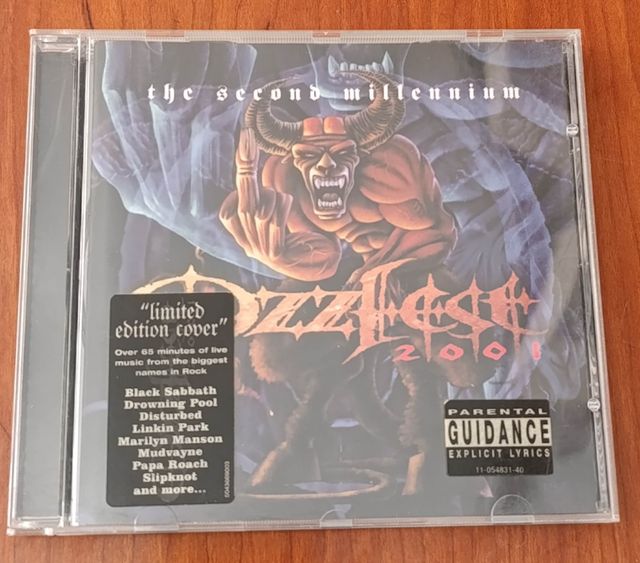 the second millennium
Ozzfest
2001
"limited
edition cover"
Over 65 minutes of live
music from the biggest
names in Rock
Black Sabbath
Drowning Pool
Disturbed
Linkin Park
Marilyn Manson
Mudvayne
Papa Roach
Slipknot
and more...
PARENTAL
GUIDANCE
EXPLICIT LYRICS
11-054831-40